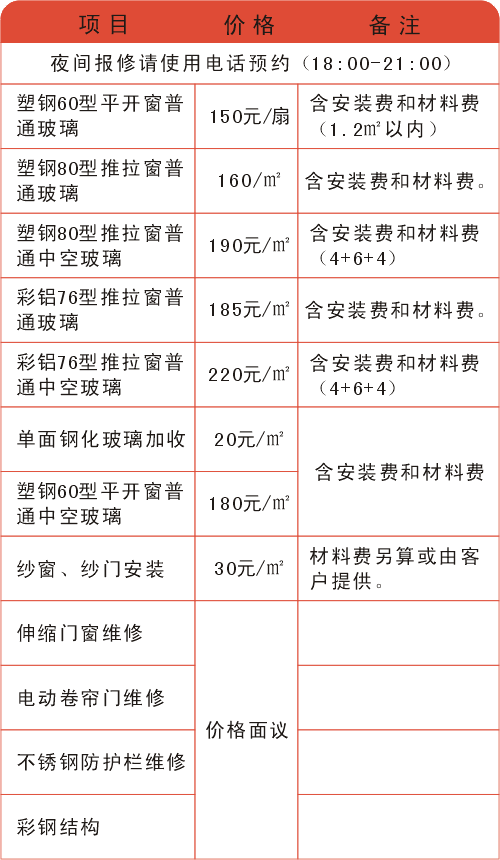 项目 价格 备注
夜间报修请使用电话预约（18:00-21:00）
塑钢60型平开窗普
通玻璃
150元/扇
含安装费和材料费
（1.2㎡以内）
塑钢80型推拉窗普
通玻璃
160/㎡
含安装费和材料费。
塑钢80型推拉窗普
通中空玻璃
190元/㎡
含安装费和材料费
（4+6+4）
彩铝76型推拉窗普
通玻璃
185元/㎡
含安装费和材料费。
彩铝76型推拉窗普
通中空玻璃
220元/㎡
含安装费和材料费
（4+6+4）
单面钢化玻璃加收
20元/㎡
含安装费和材料费
塑钢60型平开窗普
通中空玻璃
180元/㎡
纱窗、纱门安装
30元/㎡
材料费另算或由客
户提供。
伸缩门窗维修
电动卷帘门维修
价格面议
不锈钢防护栏维修
彩钢结构